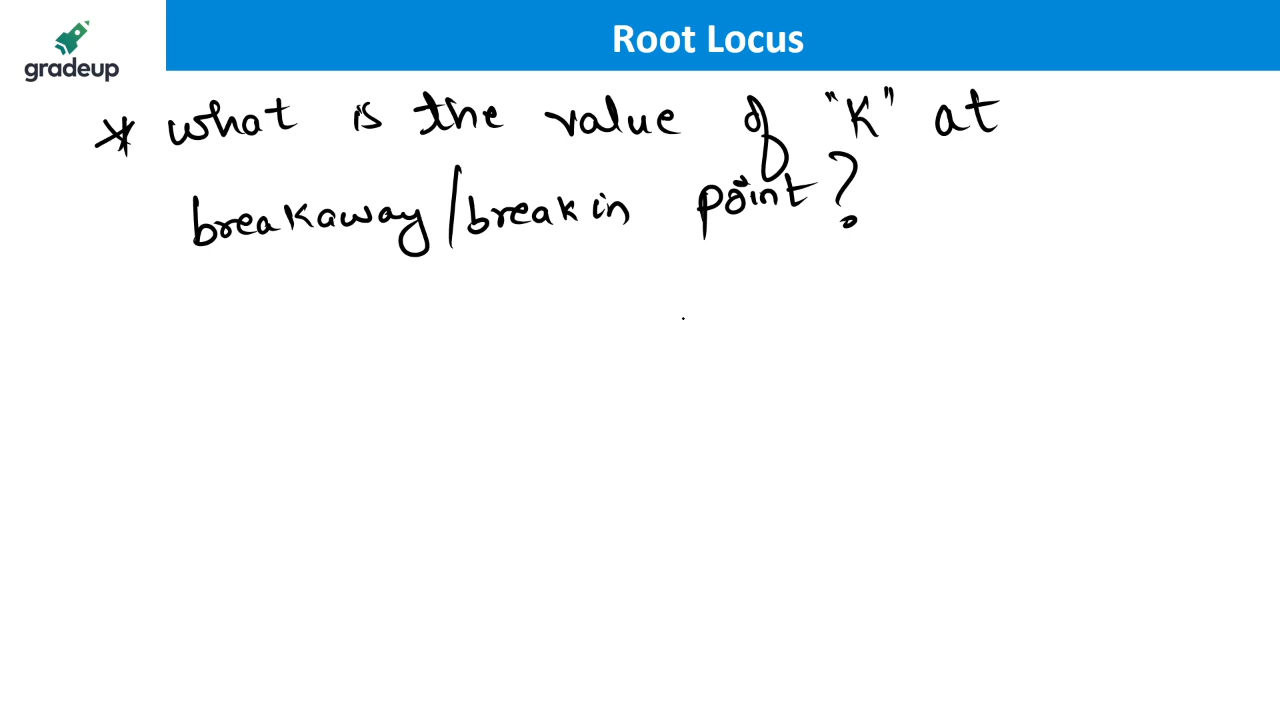 gradeup
Root Locus
* what is the value of "K" at
breakaway/break in point?